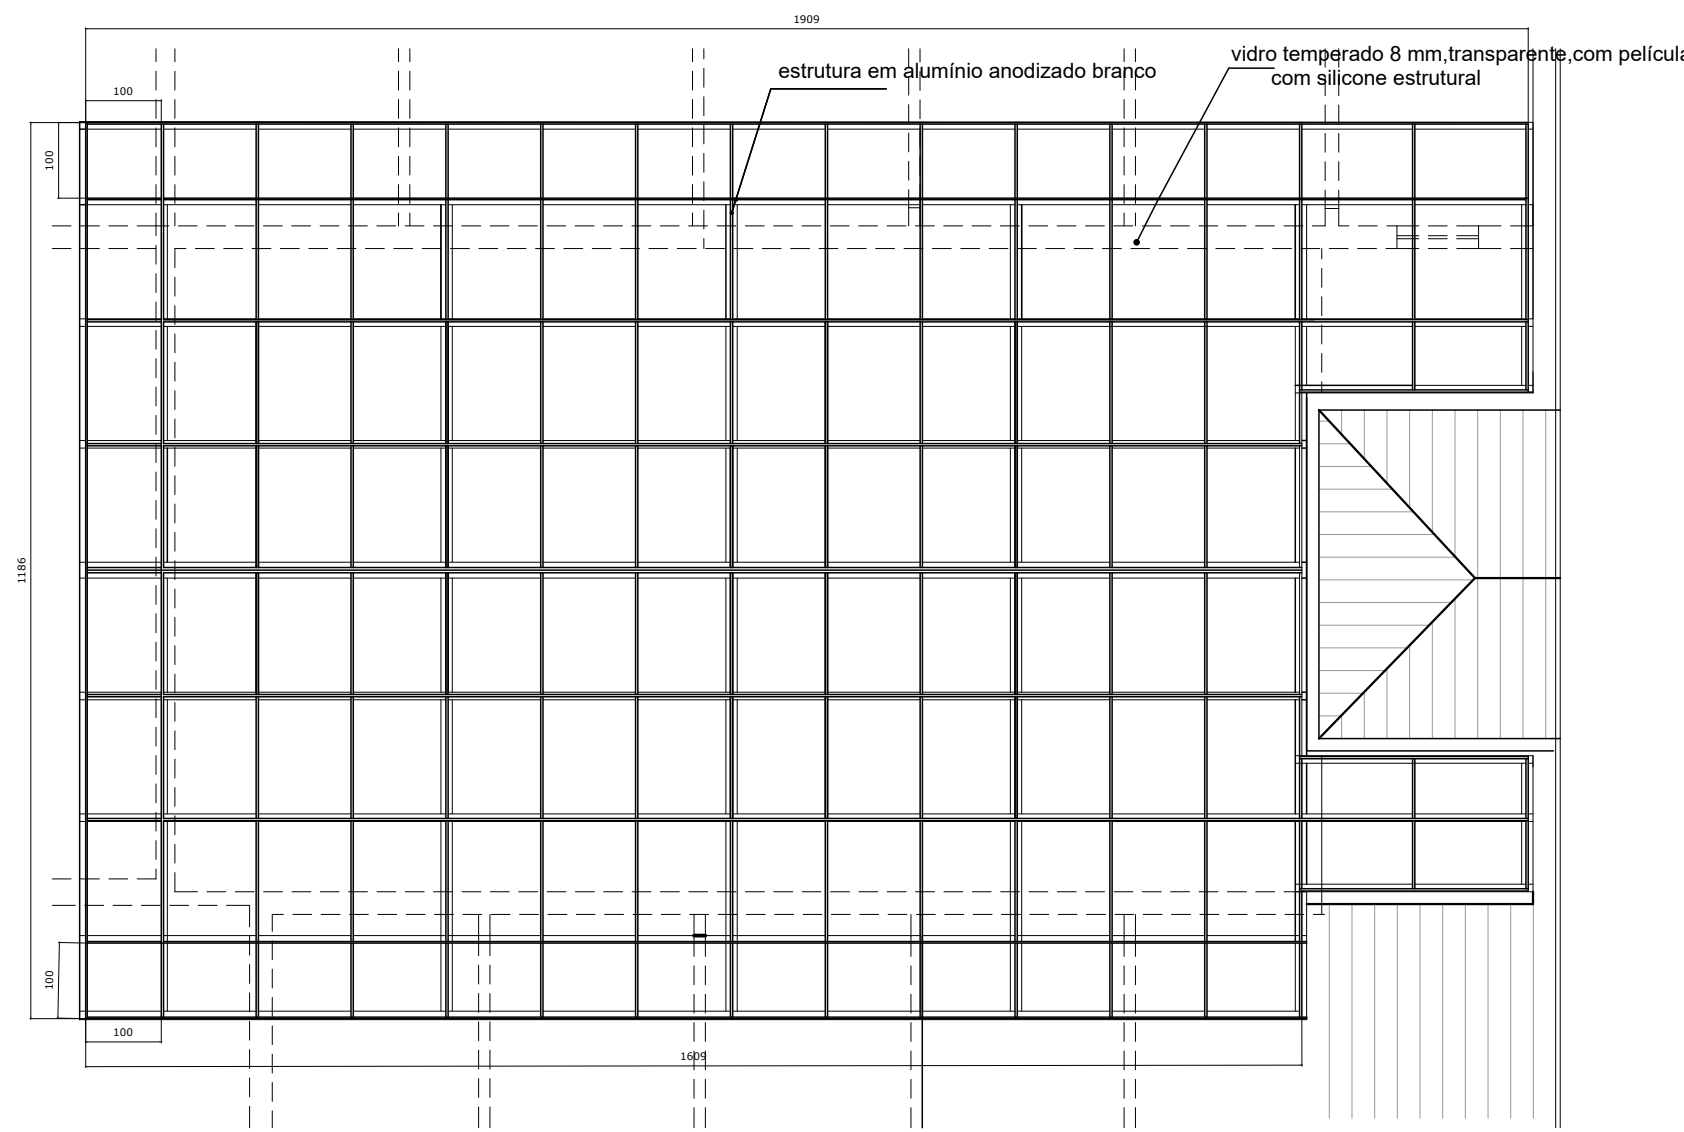 1909
vidro temperado 8 mm,transparente,com película
com silicone estrutural
estrutura em alumínio anodizado branco
100
100
1186
100
100
1609